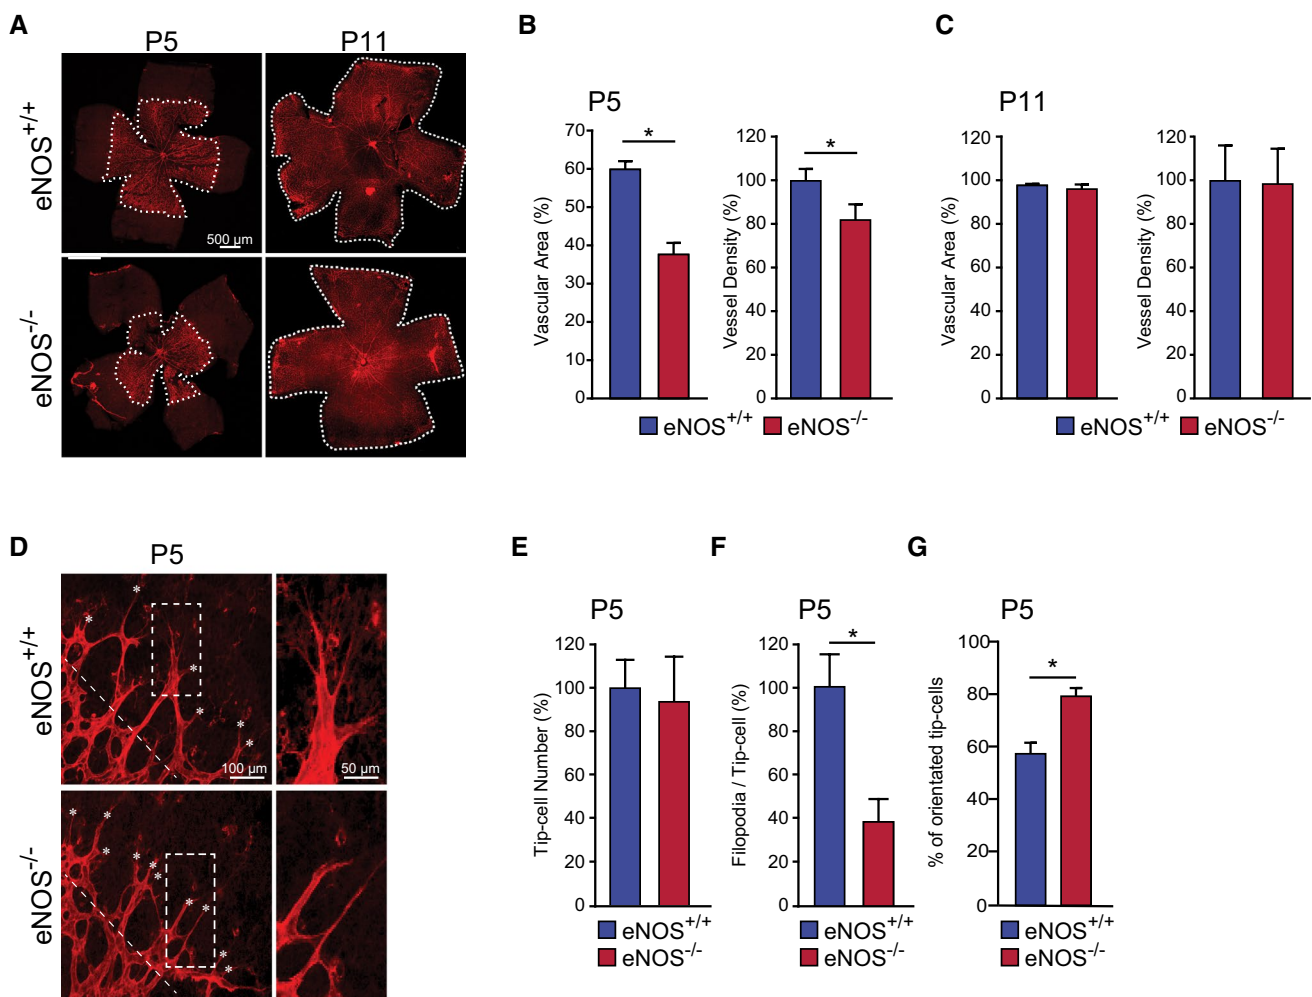 A
P5
P11
eNOS+/+
eNOS-/-
500 µm
B
P5
Vascular Area (%)
70
60
50
40
30
20
10
0
*
Vessel Density (%)
120
100
80
60
40
20
0
*
eNOS+/+
eNOS-/-
C
P11
Vascular Area (%)
120
100
80
60
40
20
0
Vessel Density (%)
120
100
80
60
40
20
0
eNOS+/+
eNOS-/-
D
P5
eNOS+/+
eNOS-/-
100 µm
50 µm
E
P5
Tip-cell Number (%)
120
100
80
60
40
20
0
eNOS+/+
eNOS-/-
F
P5
Filopodia / Tip-cell (%)
120
100
80
60
40
20
0
*
eNOS+/+
eNOS-/-
G
P5
% of orientated tip-cells
100
80
60
40
20
0
*
eNOS+/+
eNOS-/-